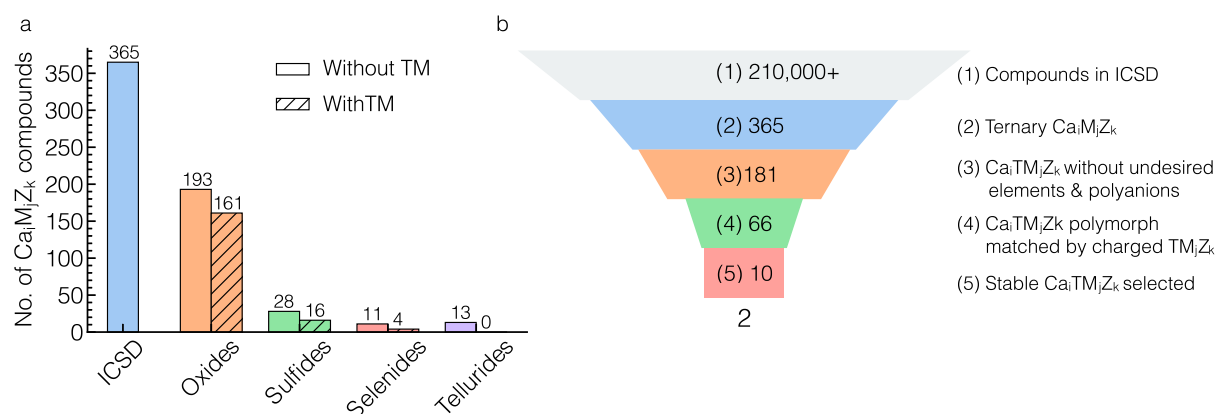 a
No. of CaᵢMⱼZₖ compounds
350
300
250
200
150
100
50
0
365
193
161
28
16
11
4
13
0
Without TM
WithTM
ICSD
Oxides
Sulfides
Selenides
Tellurides
b
(1) 210,000+
(2) 365
(3)181
(4) 66
(5) 10
2
(1) Compounds in ICSD
(2) Ternary CaᵢMⱼZₖ
(3) CaᵢTMⱼZₖ without undesired
elements & polyanions
(4) CaᵢTMⱼZk polymorph
matched by charged TMⱼZₖ
(5) Stable CaᵢTMⱼZₖ selected